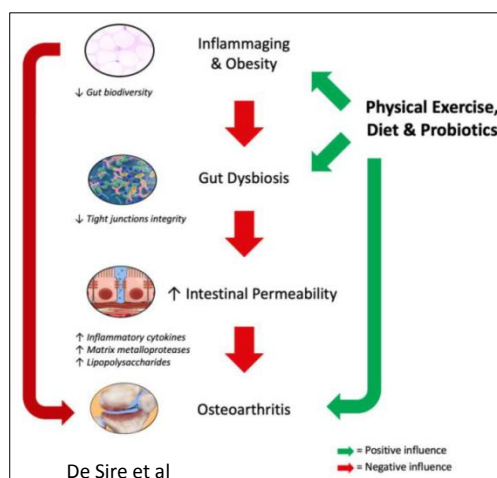 Inflammaging
& Obesity
↓ Gut biodiversity
Physical Exercise,
Diet & Probiotics
Gut Dysbiosis
↓ Tight junctions integrity
↑ Intestinal Permeability
↑ Inflammatory cytokines
↑ Matrix metalloproteases
↑ Lipopolysaccharides
Osteoarthritis
= Positive influence
= Negative influence
De Sire et al